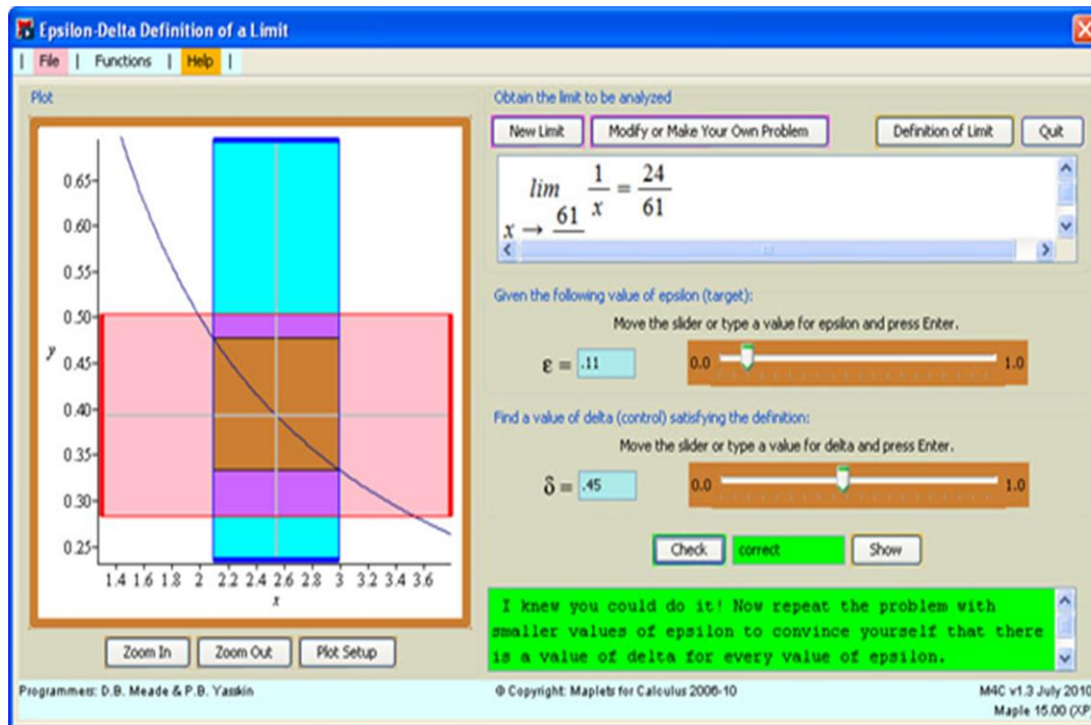 Epsilon-Delta Definition of a Limit
| File | Functions | Help |
Plot
0.65
0.60
0.55
0.50
0.45
y
0.40
0.35
0.30
0.25
1.4 1.6 1.8 2 2.2 2.4 2.6 2.8 3 3.2 3.4 3.6
x
Zoom In Zoom Out Plot Setup
Obtain the limit to be analyzed
New Limit Modify or Make Your Own Problem Definition of Limit Quit
lim 1/x = 24/61
x → 61
Given the following value of epsilon (target):
Move the slider or type a value for epsilon and press Enter.
ε = .11 0.0 1.0
Find a value of delta (control) satisfying the definition:
Move the slider or type a value for delta and press Enter.
δ = .45 0.0 1.0
Check correct Show
I knew you could do it! Now repeat the problem with
smaller values of epsilon to convince yourself that there
is a value of delta for every value of epsilon.
Programmers: D.B. Meade & P.B. Yasskin © Copyright: Maplets for Calculus 2006-10 M4C v1.3 July 2010
Maple 15.00 (XP)